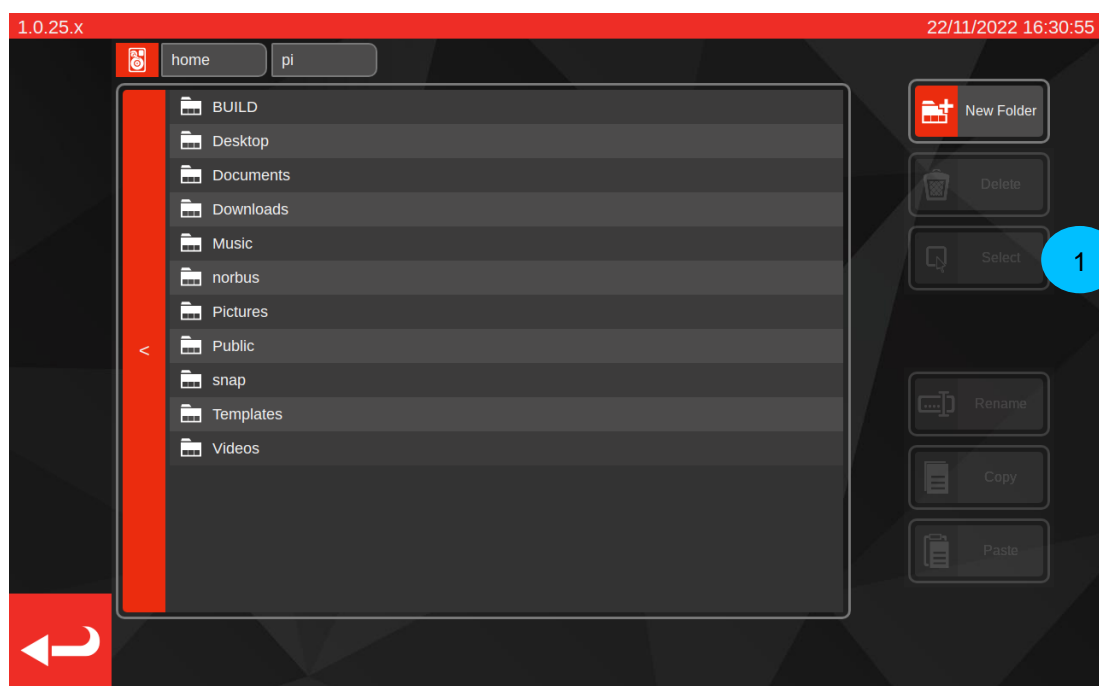 1.0.25.x 22/11/2022 16:30:55
home pi
BUILD
Desktop
Documents
Downloads
Music
norbus
Pictures
Public
snap
Templates
Videos
<
New Folder
Delete
Select 1
Rename
Copy
Paste